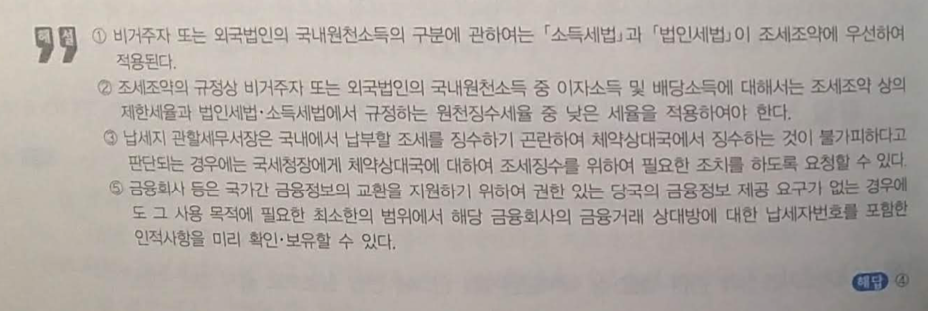 해설
① 비거주자 또는 외국법인의 국내원천소득의 구분에 관하여는 「소득세법」과 「법인세법」이 조세조약에 우선하여
적용된다.
② 조세조약의 규정상 비거주자 또는 외국법인의 국내원천소득 중 이자소득 및 배당소득에 대해서는 조세조약 상의
제한세율과 법인세법·소득세법에서 규정하는 원천징수세율 중 낮은 세율을 적용하여야 한다.
③ 납세지 관할세무서장은 국내에서 납부할 조세를 징수하기 곤란하여 체약상대국에서 징수하는 것이 불가피하다고
판단되는 경우에는 국세청장에게 체약상대국에 대하여 조세징수를 위하여 필요한 조치를 하도록 요청할 수 있다.
⑤ 금융회사 등은 국가간 금융정보의 교환을 지원하기 위하여 권한 있는 당국의 금융정보 제공 요구가 없는 경우에
도 그 사용 목적에 필요한 최소한의 범위에서 해당 금융회사의 금융거래 상대방에 대한 납세자번호를 포함한
인적사항을 미리 확인·보유할 수 있다.
해답 ④